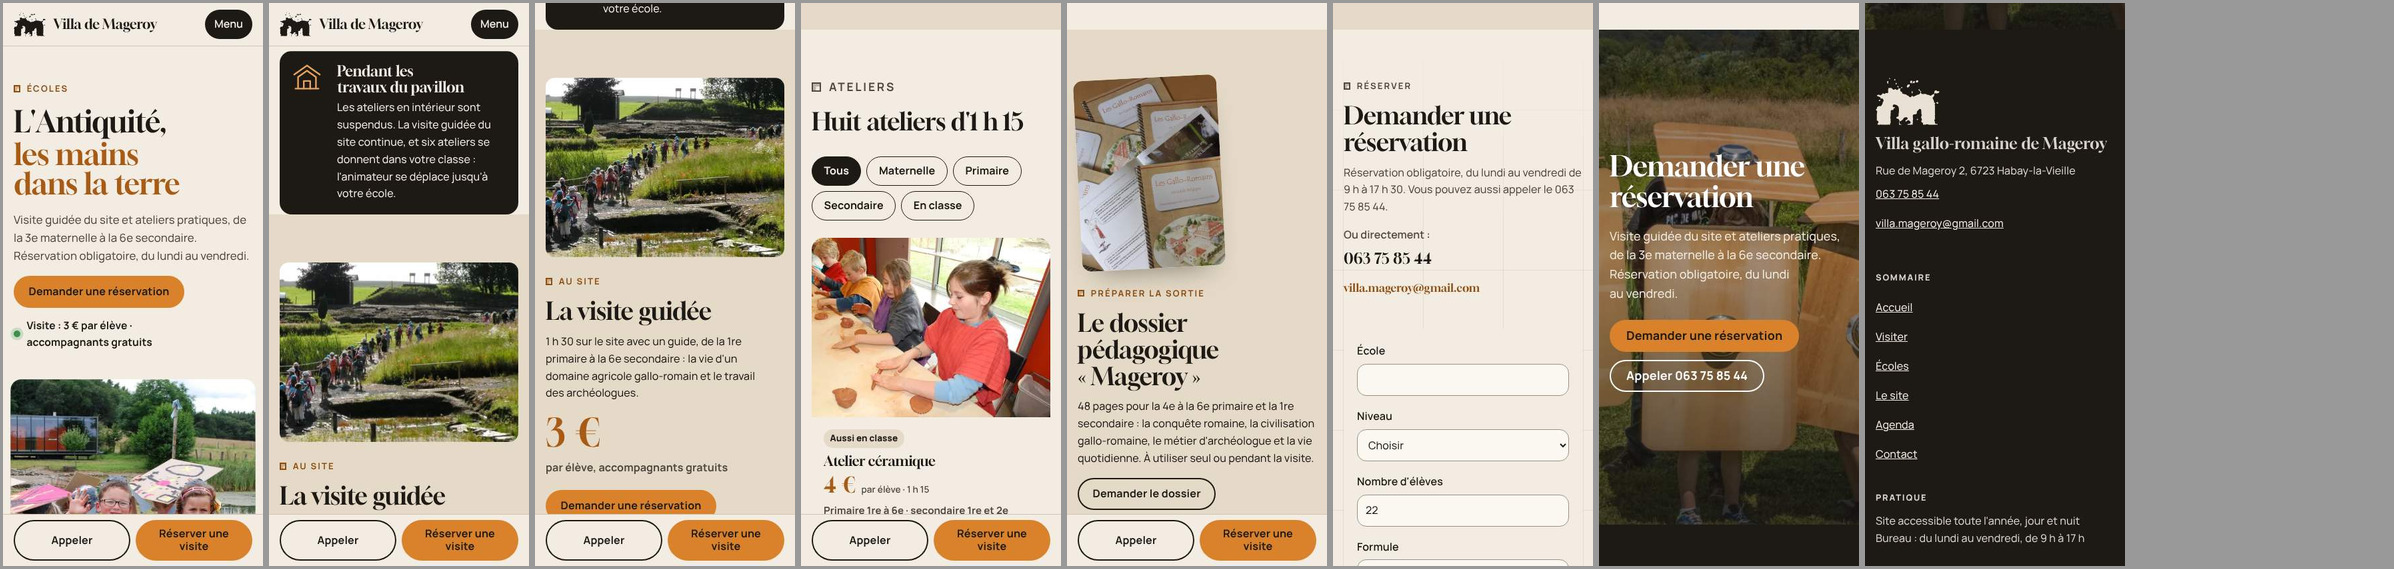 Villa de Mageroy
Menu
ÉCOLES
L'Antiquité,
les mains
dans la terre
Visite guidée du site et ateliers pratiques, de
la 3e maternelle à la 6e secondaire.
Réservation obligatoire, du lundi au vendredi.
Demander une réservation
Visite : 3 € par élève ·
accompagnants gratuits
Appeler
Réserver une
visite
Villa de Mageroy
Menu
Pendant les
travaux du pavillon
Les ateliers en intérieur sont
suspendus. La visite guidée du
site continue, et six ateliers se
donnent dans votre classe :
l'animateur se déplace jusqu'à
votre école.
AU SITE
La visite guidée
Appeler
Réserver une
visite
votre école.
AU SITE
La visite guidée
1 h 30 sur le site avec un guide, de la 1re
primaire à la 6e secondaire : la vie d'un
domaine agricole gallo-romain et le travail
des archéologues.
3 €
par élève, accompagnants gratuits
Demander une réservation
Appeler
Réserver une
visite
ATELIERS
Huit ateliers d'1 h 15
Tous
Maternelle
Primaire
Secondaire
En classe
Aussi en classe
Atelier céramique
4 € par élève · 1 h 15
Primaire 1re à 6e · secondaire 1re et 2e
Appeler
Réserver une
visite
Les Gallo-Romains
Les Gallo-Romains
PRÉPARER LA SORTIE
Le dossier
pédagogique
« Mageroy »
48 pages pour la 4e à la 6e primaire et la 1re
secondaire : la conquête romaine, la civilisation
gallo-romaine, le métier d'archéologue et la vie
quotidienne. À utiliser seul ou pendant la visite.
Demander le dossier
Appeler
Réserver une
visite
RÉSERVER
Demander une
réservation
Réservation obligatoire, du lundi au vendredi de
9 h à 17 h 30. Vous pouvez aussi appeler le 063
75 85 44.
Ou directement :
063 75 85 44
villa.mageroy@gmail.com
École
Niveau
Choisir
Nombre d'élèves
22
Formule
Demander une
réservation
Visite guidée du site et ateliers pratiques,
de la 3e maternelle à la 6e secondaire.
Réservation obligatoire, du lundi
au vendredi.
Demander une réservation
Appeler 063 75 85 44
Villa gallo-romaine de Mageroy
Rue de Mageroy 2, 6723 Habay-la-Vieille
063 75 85 44
villa.mageroy@gmail.com
SOMMAIRE
Accueil
Visiter
Écoles
Le site
Agenda
Contact
PRATIQUE
Site accessible toute l'année, jour et nuit
Bureau : du lundi au vendredi, de 9 h à 17 h